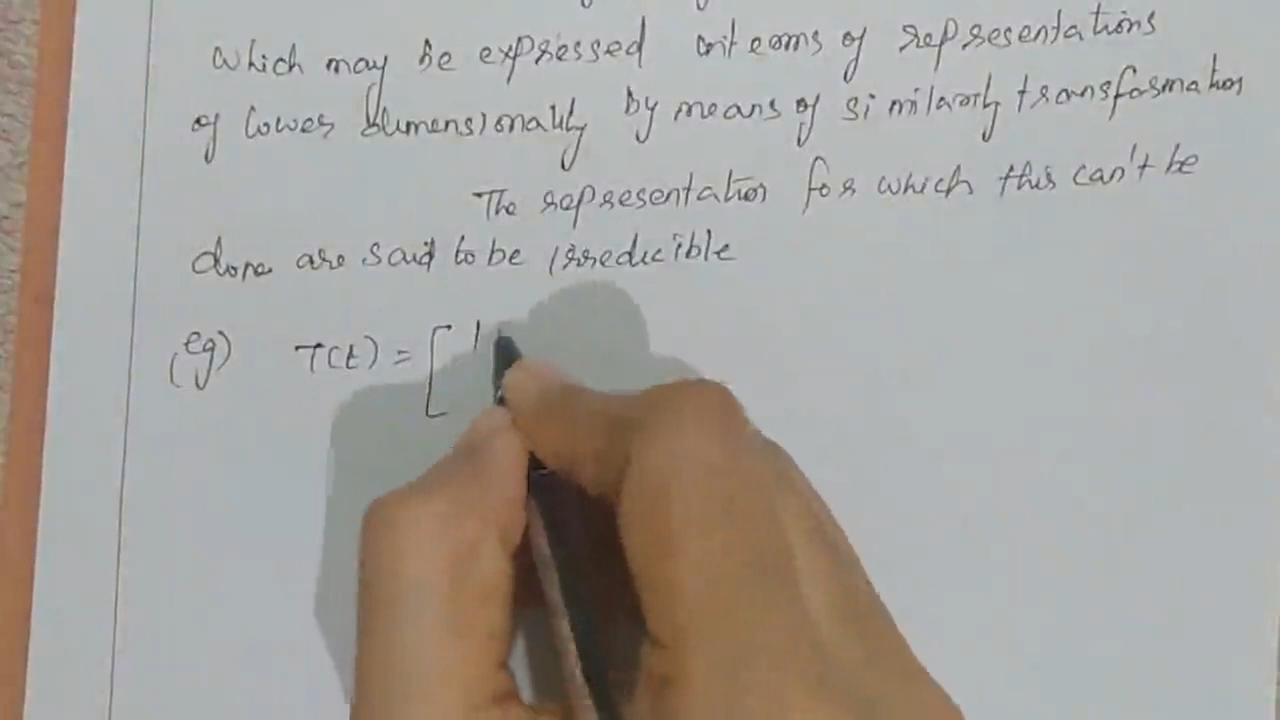 which may be expressed in terms of representations
of lower dimensionality by means of similarity transformation
The representation for which this can't be
done are said to be irreducible
(eg) T(t) = [ 1